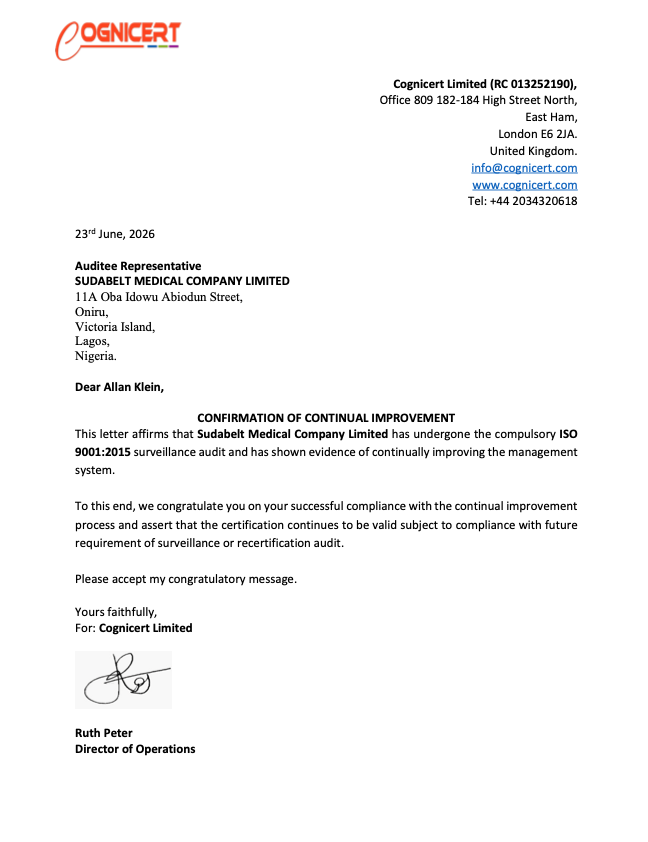 COGNICERT
Cognicert Limited (RC 013252190),
Office 809 182-184 High Street North,
East Ham,
London E6 2JA.
United Kingdom.
info@cognicert.com
www.cognicert.com
Tel: +44 2034320618
23rd June, 2026
Auditee Representative
SUDABELT MEDICAL COMPANY LIMITED
11A Oba Idowu Abiodun Street,
Oniru,
Victoria Island,
Lagos,
Nigeria.
Dear Allan Klein,
CONFIRMATION OF CONTINUAL IMPROVEMENT
This letter affirms that Sudabelt Medical Company Limited has undergone the compulsory ISO
9001:2015 surveillance audit and has shown evidence of continually improving the management
system.
To this end, we congratulate you on your successful compliance with the continual improvement
process and assert that the certification continues to be valid subject to compliance with future
requirement of surveillance or recertification audit.
Please accept my congratulatory message.
Yours faithfully,
For: Cognicert Limited
Ruth Peter
Director of Operations